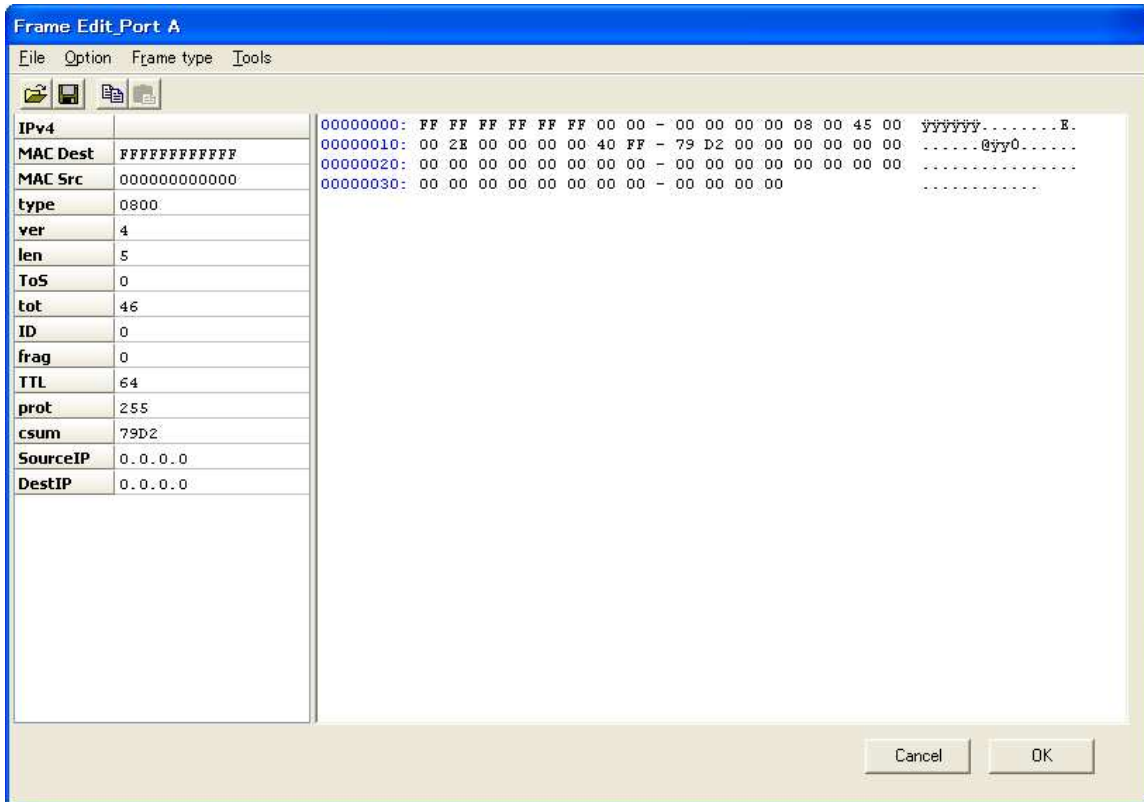 Frame Edit_Port A
File Option Frame type Tools
IPv4
MAC Dest FFFFFFFFFFFF
MAC Src 000000000000
type 0800
ver 4
len 5
ToS 0
tot 46
ID 0
frag 0
TTL 64
prot 255
csum 79D2
SourceIP 0.0.0.0
DestIP 0.0.0.0
00000000: FF FF FF FF FF FF 00 00 - 00 00 00 00 08 00 45 00 ÿÿÿÿÿÿ........E.
00000010: 00 2E 00 00 00 00 40 FF - 79 D2 00 00 00 00 00 00 ......@ÿyÒ......
00000020: 00 00 00 00 00 00 00 00 - 00 00 00 00 00 00 00 00 ................
00000030: 00 00 00 00 00 00 00 00 - 00 00 00 00 ............
Cancel OK